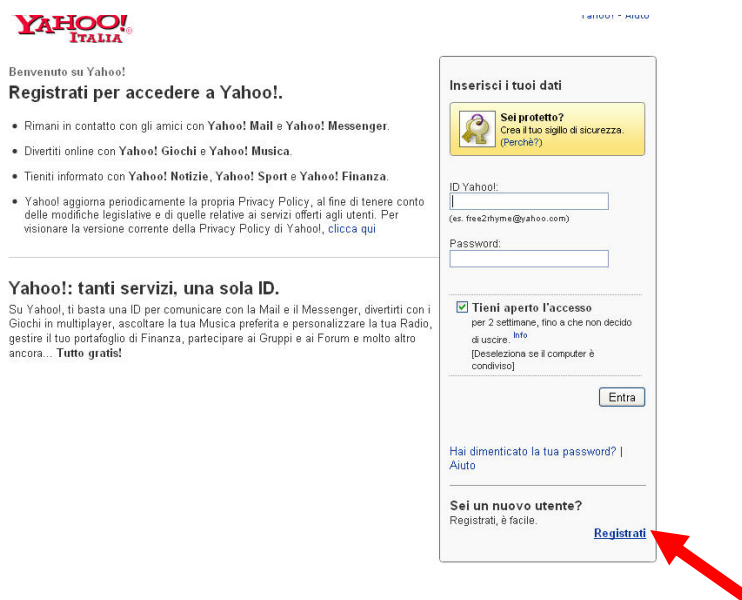 YAHOO!
ITALIA
Yahoo! - Aiuto
Benvenuto su Yahoo!
Registrati per accedere a Yahoo!.
Rimani in contatto con gli amici con Yahoo! Mail e Yahoo! Messenger.
Divertiti online con Yahoo! Giochi e Yahoo! Musica.
Tieniti informato con Yahoo! Notizie, Yahoo! Sport e Yahoo! Finanza.
Yahoo! aggiorna periodicamente la propria Privacy Policy, al fine di tenere conto
delle modifiche legislative e di quelle relative ai servizi offerti agli utenti. Per
visionare la versione corrente della Privacy Policy di Yahoo!, clicca qui
Yahoo!: tanti servizi, una sola ID.
Su Yahoo!, ti basta una ID per comunicare con la Mail e il Messenger, divertirti con i
Giochi in multiplayer, ascoltare la tua Musica preferita e personalizzare la tua Radio,
gestire il tuo portafoglio di Finanza, partecipare ai Gruppi e ai Forum e molto altro
ancora... Tutto gratis!
Inserisci i tuoi dati
Sei protetto?
Crea il tuo sigillo di sicurezza.
(Perchè?)
ID Yahoo!:
(es. free2rhyme@yahoo.com)
Password:
Tieni aperto l'accesso
per 2 settimane, fino a che non decido
di uscire. Info
[Deseleziona se il computer è
condiviso]
Entra
Hai dimenticato la tua password? |
Aiuto
Sei un nuovo utente?
Registrati, è facile.
Registrati